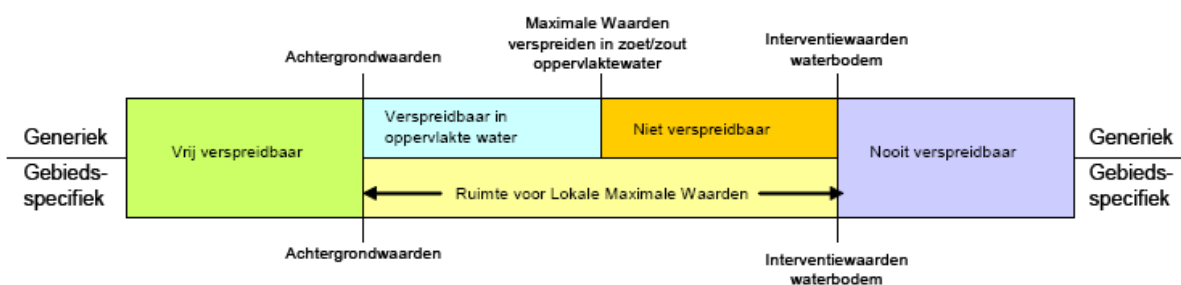 Maximale Waarden
verspreiden in zoet/zout
oppervlaktewater
Achtergrondwaarden
Interventiewaarden
waterbodem
Generiek
Gebieds-
specifiek
Vrij verspreidbaar
Verspreidbaar in
oppervlakte water
Niet verspreidbaar
Nooit verspreidbaar
Ruimte voor Lokale Maximale Waarden
Generiek
Gebieds-
specifiek
Achtergrondwaarden
Interventiewaarden
waterbodem